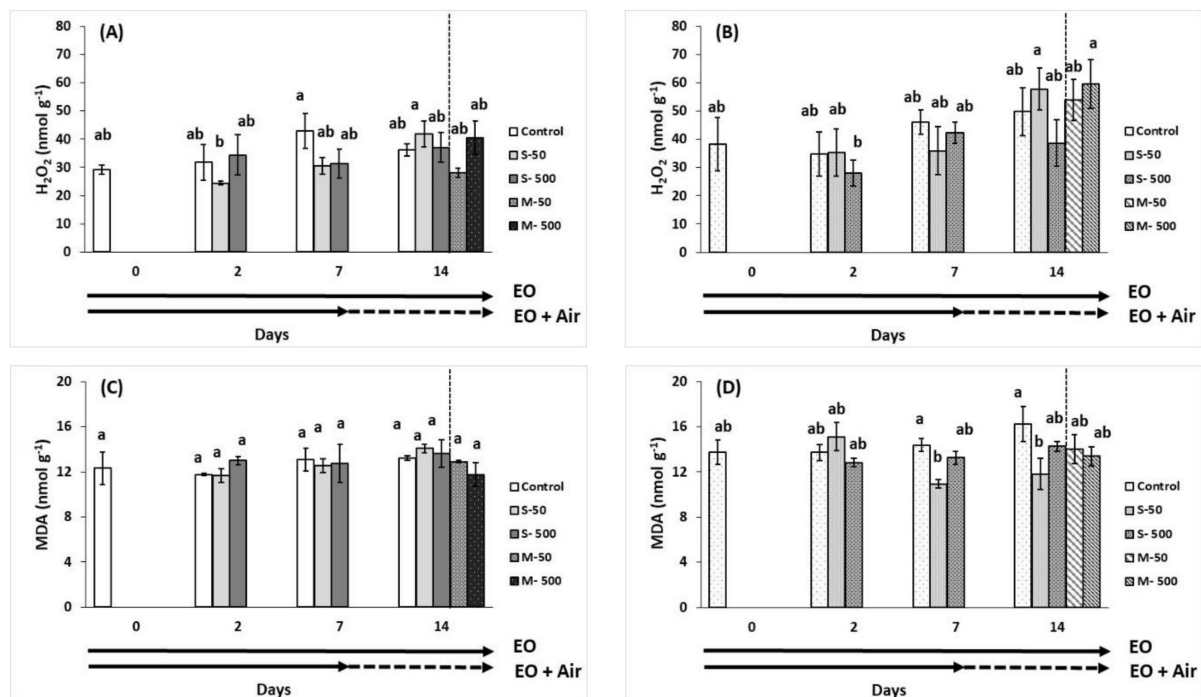 (A)
H₂O₂ (nmol g⁻¹)
80
70
60
50
40
30
20
10
0
ab
ab
b
ab
a
ab
ab
ab
a
ab
ab
ab
Control
S-50
S- 500
M-50
M- 500
0
2
7
14
EO
EO + Air
Days
(B)
H₂O₂ (nmol g⁻¹)
80
70
60
50
40
30
20
10
0
ab
ab
ab
b
ab
ab
ab
ab
a
ab
ab
a
Control
S-50
S- 500
M-50
M- 500
0
2
7
14
EO
EO + Air
Days
(C)
MDA (nmol g⁻¹)
20
16
12
8
4
0
a
a
a
a
a
a
a
a
a
a
a
a
Control
S-50
S- 500
M-50
M- 500
0
2
7
14
EO
EO + Air
Days
(D)
MDA (nmol g⁻¹)
20
16
12
8
4
0
ab
ab
ab
ab
a
b
ab
a
b
ab
ab
ab
Control
S-50
S- 500
M-50
M- 500
0
2
7
14
EO
EO + Air
Days